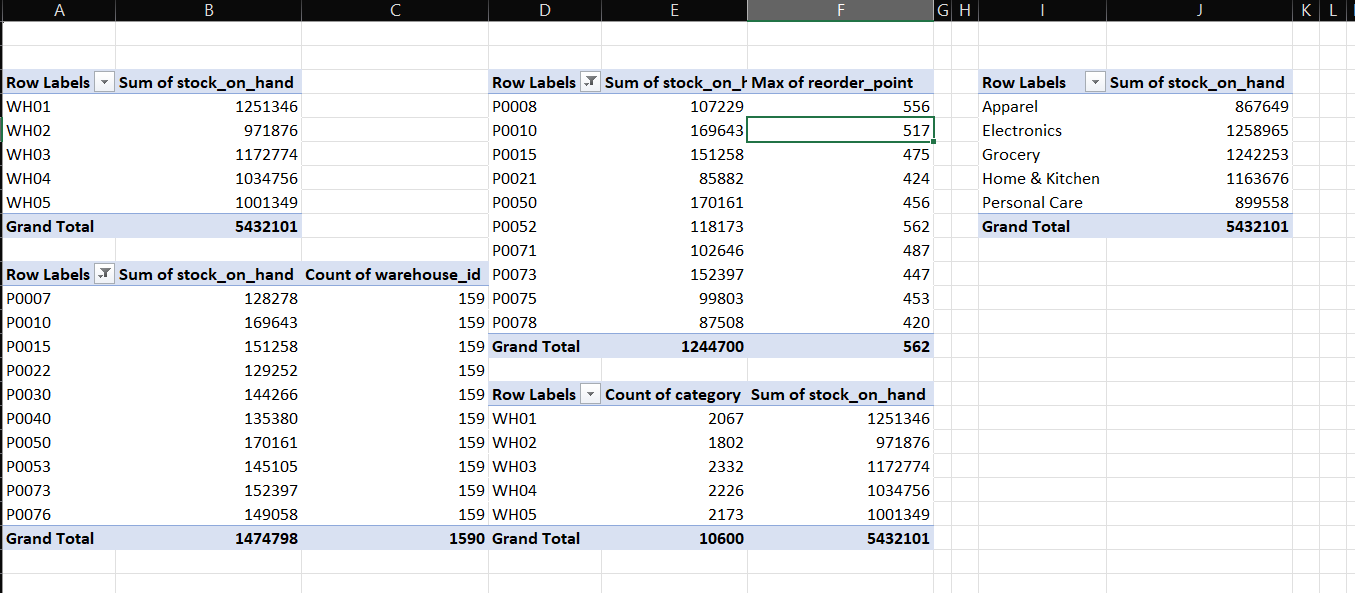 A B C D E F G H I J K L
Row Labels Sum of stock_on_hand Row Labels Sum of stock_on_h Max of reorder_point Row Labels Sum of stock_on_hand
WH01 1251346 P0008 107229 556 Apparel 867649
WH02 971876 P0010 169643 517 Electronics 1258965
WH03 1172774 P0015 151258 475 Grocery 1242253
WH04 1034756 P0021 85882 424 Home & Kitchen 1163676
WH05 1001349 P0050 170161 456 Personal Care 899558
Grand Total 5432101 P0052 118173 562 Grand Total 5432101
P0071 102646 487
Row Labels Sum of stock_on_hand Count of warehouse_id P0073 152397 447
P0007 128278 159 P0075 99803 453
P0010 169643 159 P0078 87508 420
P0015 151258 159 Grand Total 1244700 562
P0022 129252 159
P0030 144266 159 Row Labels Count of category Sum of stock_on_hand
P0040 135380 159 WH01 2067 1251346
P0050 170161 159 WH02 1802 971876
P0053 145105 159 WH03 2332 1172774
P0073 152397 159 WH04 2226 1034756
P0076 149058 159 WH05 2173 1001349
Grand Total 1474798 1590 Grand Total 10600 5432101